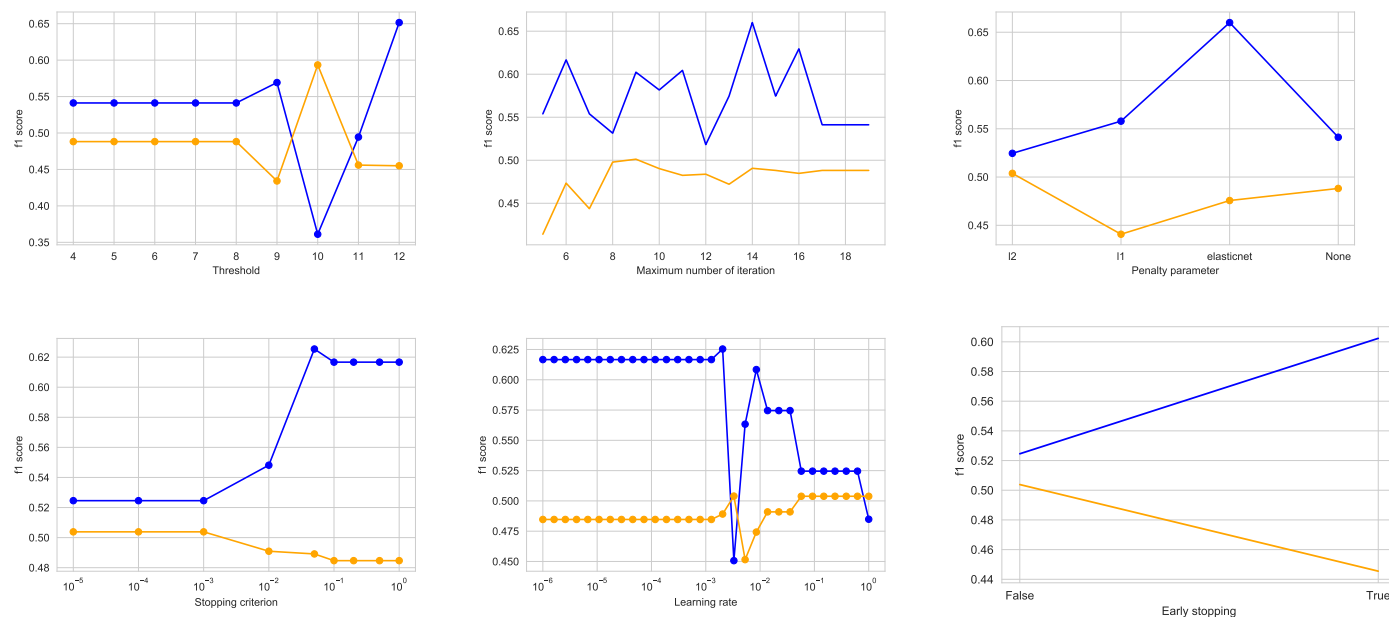 0.65
0.60
0.55
0.50
0.45
0.40
0.35
f1 score
4 5 6 7 8 9 10 11 12
Threshold
0.65
0.60
0.55
0.50
0.45
f1 score
6 8 10 12 14 16 18
Maximum number of iteration
0.65
0.60
0.55
0.50
0.45
f1 score
l2 l1 elasticnet None
Penalty parameter
0.62
0.60
0.58
0.56
0.54
0.52
0.50
0.48
f1 score
10⁻⁵ 10⁻⁴ 10⁻³ 10⁻² 10⁻¹ 10⁰
Stopping criterion
0.625
0.600
0.575
0.550
0.525
0.500
0.475
0.450
f1 score
10⁻⁶ 10⁻⁵ 10⁻⁴ 10⁻³ 10⁻² 10⁻¹ 10⁰
Learning rate
0.60
0.58
0.56
0.54
0.52
0.50
0.48
0.46
0.44
f1 score
False True
Early stopping